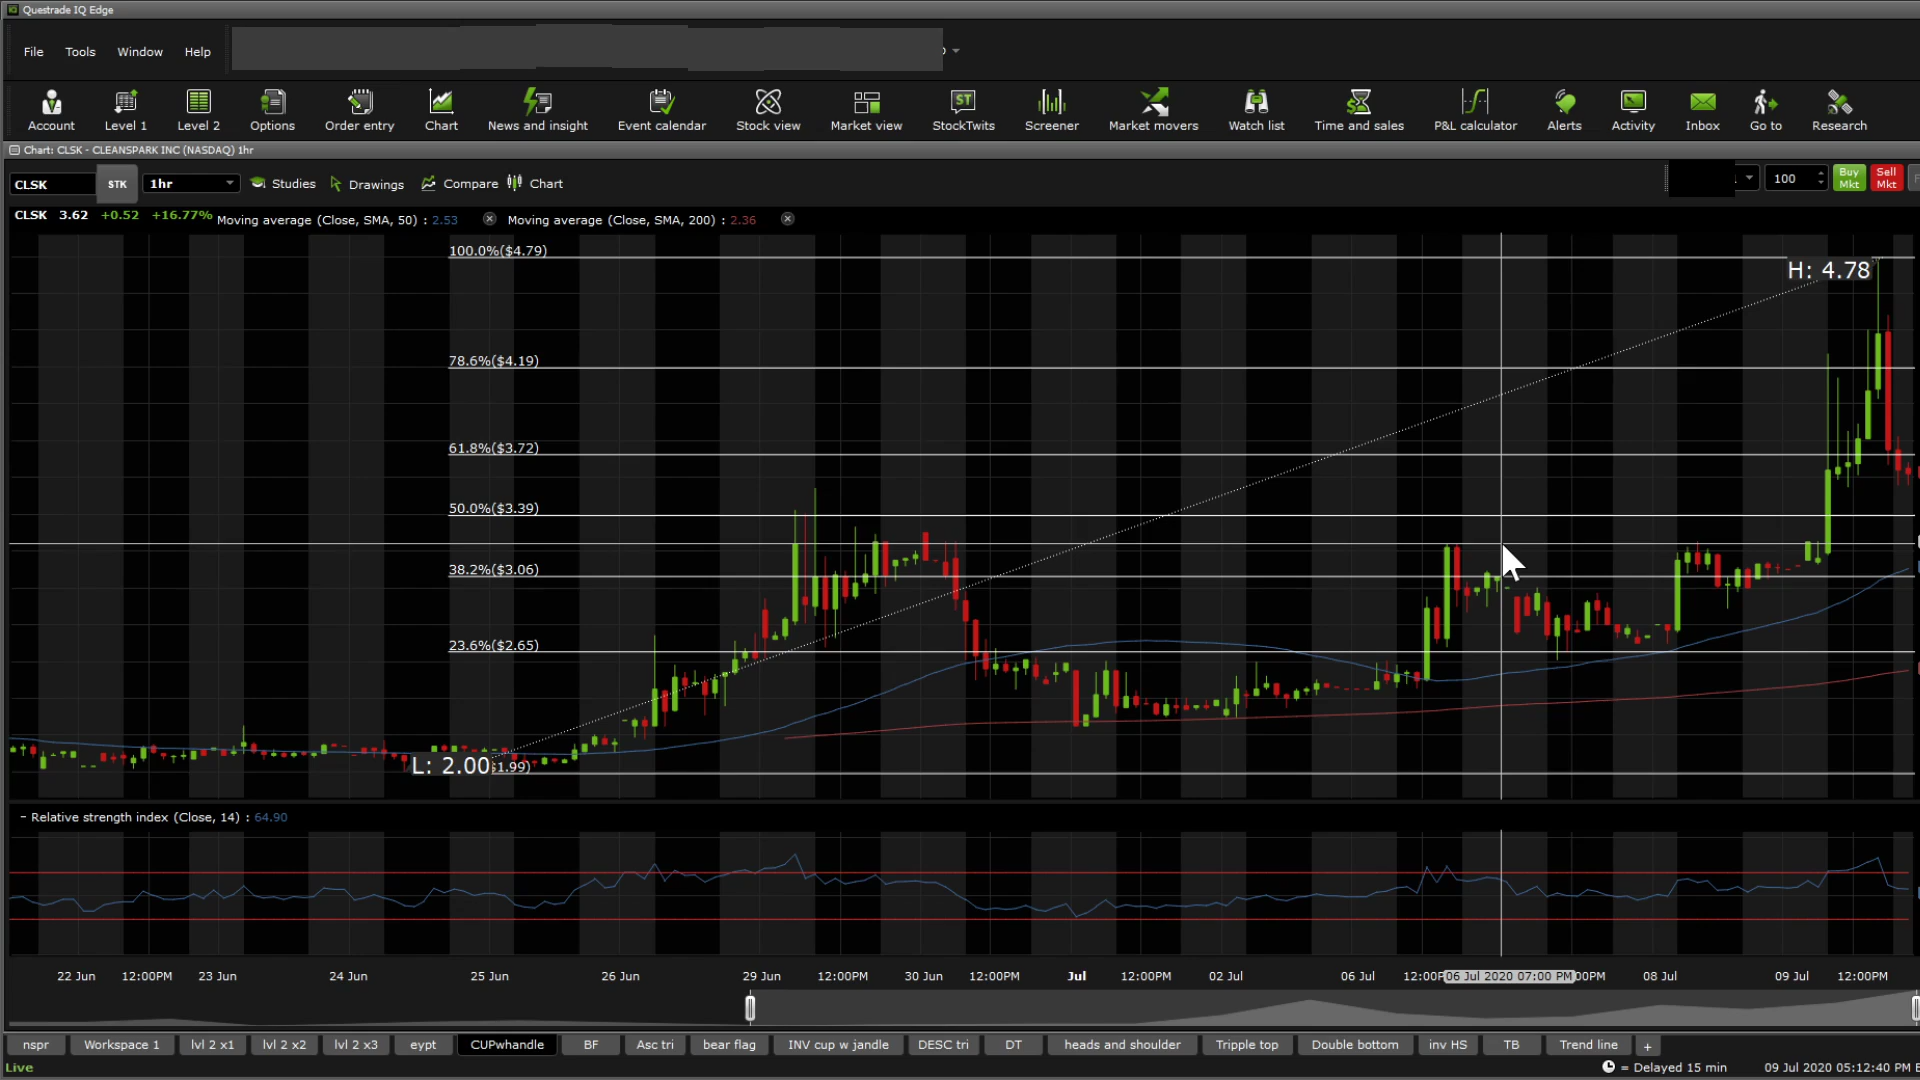 Questrade IQ Edge
File Tools Window Help
Account Level 1 Level 2 Options Order entry Chart News and insight Event calendar Stock view Market view StockTwits Screener Market movers Watch list Time and sales P&L calculator Alerts Activity Inbox Go to Research
Chart: CLSK - CLEANSPARK INC (NASDAQ) 1hr
CLSK STK 1hr Studies Drawings Compare Chart 100 Buy Mkt Sell Mkt
CLSK 3.62 +0.52 +16.77% Moving average (Close, SMA, 50) : 2.53 Moving average (Close, SMA, 200) : 2.36
100.0%($4.79)
H: 4.78
78.6%($4.19)
61.8%($3.72)
50.0%($3.39)
38.2%($3.06)
23.6%($2.65)
L: 2.00 $1.99)
− Relative strength index (Close, 14) : 64.90
22 Jun 12:00PM 23 Jun 24 Jun 25 Jun 26 Jun 29 Jun 12:00PM 30 Jun 12:00PM Jul 12:00PM 02 Jul 06 Jul 12:00P 06 Jul 2020 07:00 PM 00PM 08 Jul 09 Jul 12:00PM
nspr Workspace 1 lvl 2 x1 lvl 2 x2 lvl 2 x3 eypt CUPwhandle BF Asc tri bear flag INV cup w jandle DESC tri DT heads and shoulder Tripple top Double bottom inv HS TB Trend line +
Live = Delayed 15 min 09 Jul 2020 05:12:40 PM